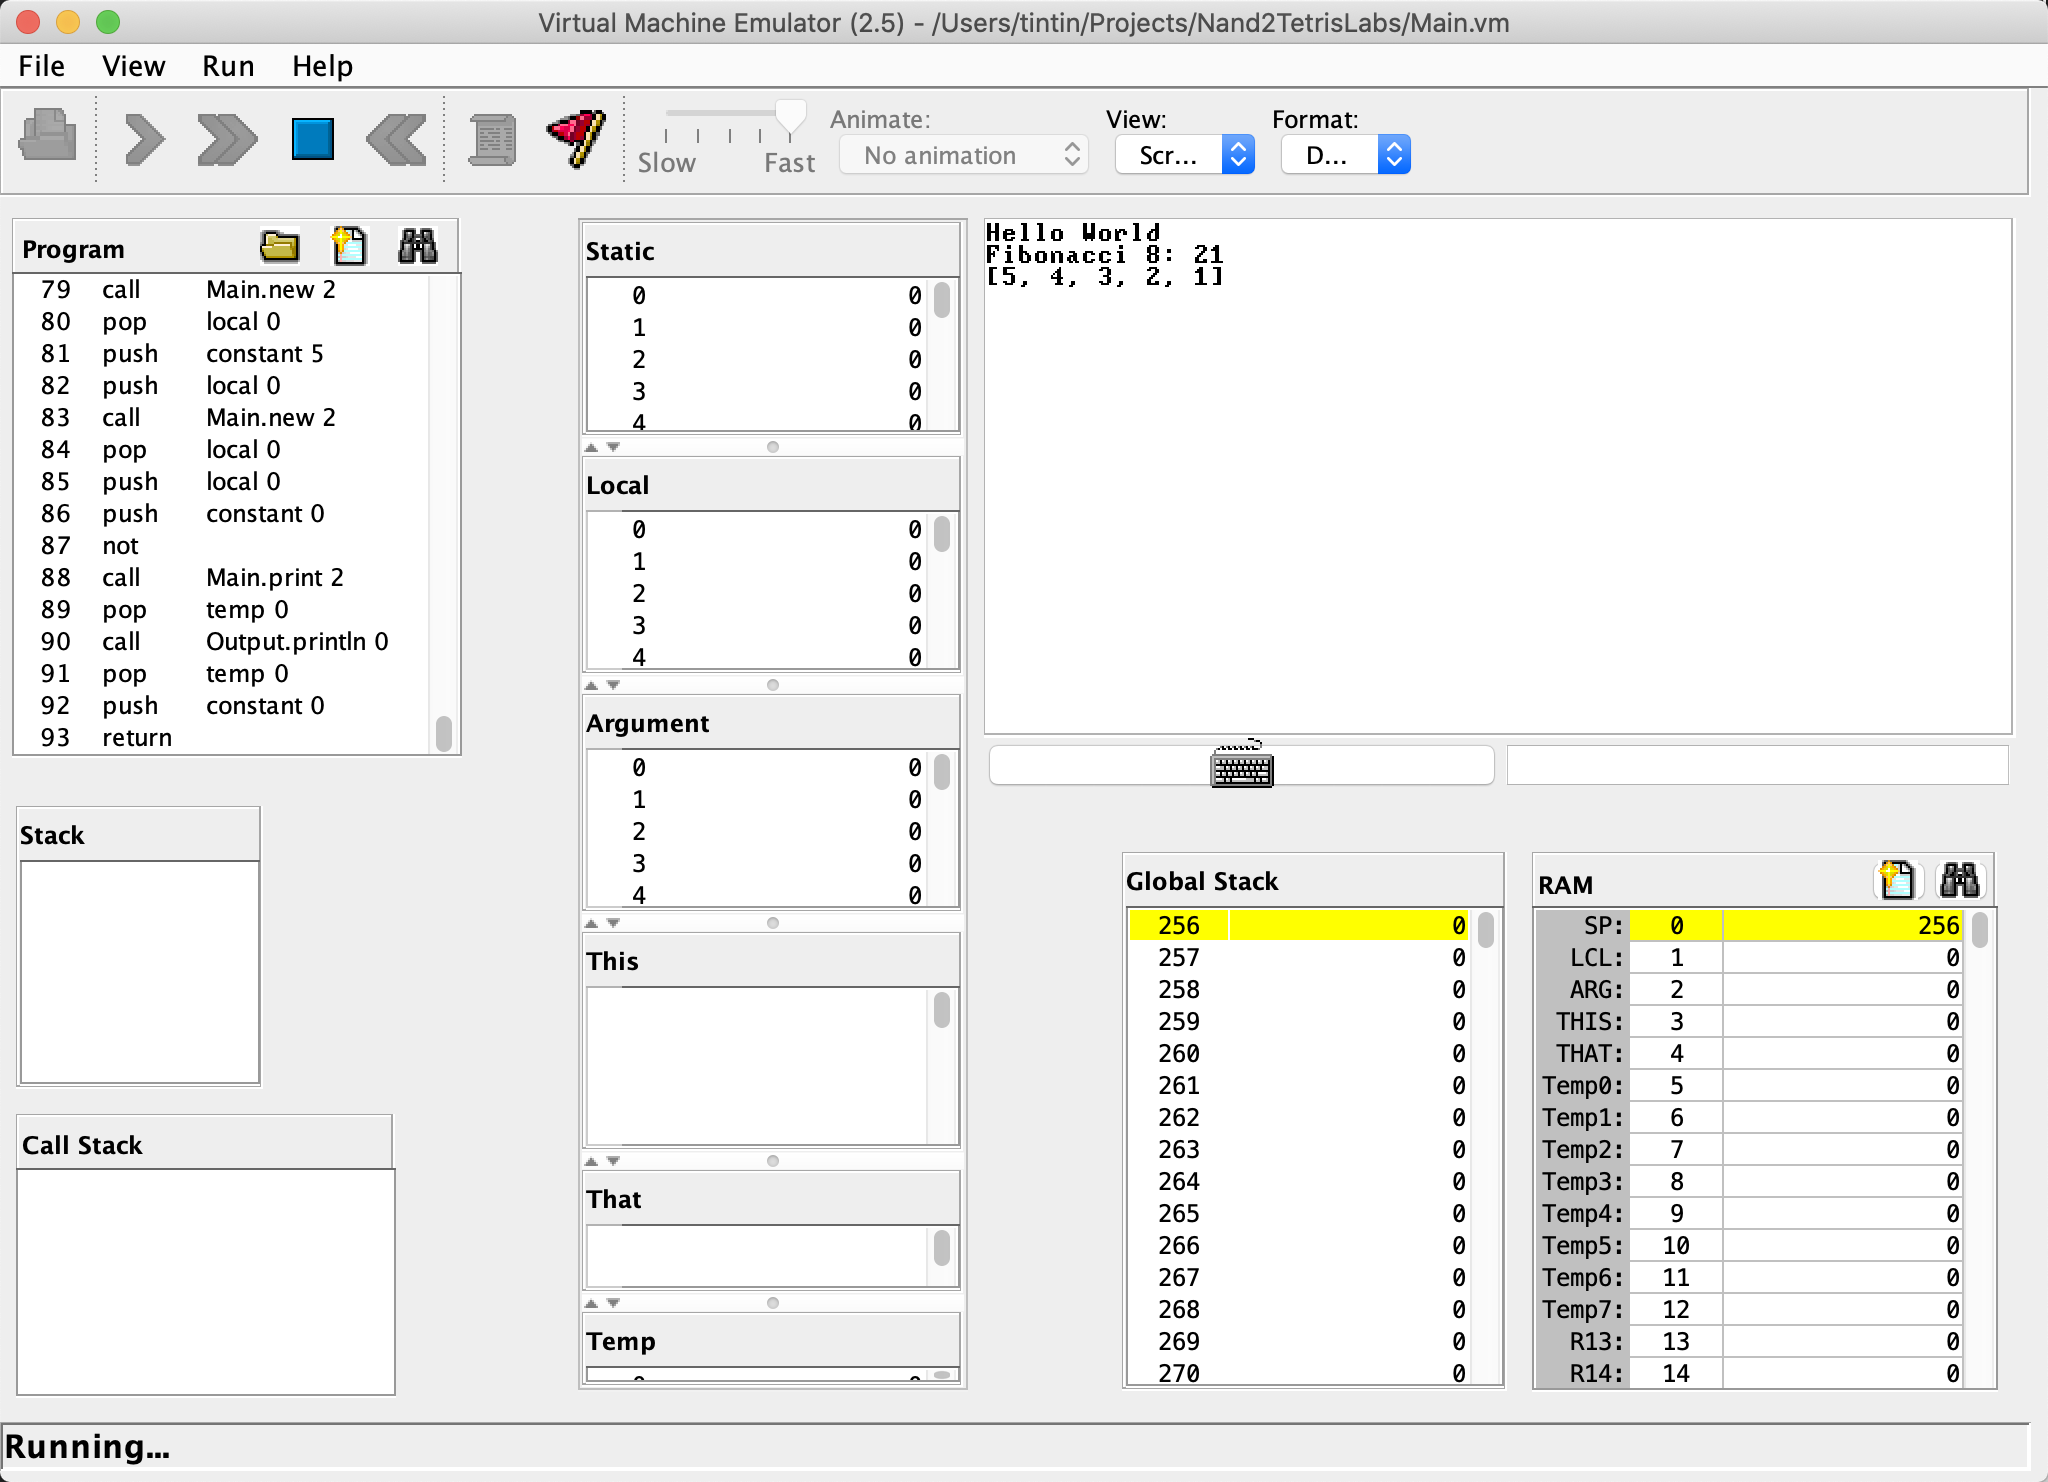 Virtual Machine Emulator (2.5) - /Users/tintin/Projects/Nand2TetrisLabs/Main.vm
File View Run Help
Slow Fast
Animate:
No animation
View:
Scr...
Format:
D...
Program
79 call Main.new 2
80 pop local 0
81 push constant 5
82 push local 0
83 call Main.new 2
84 pop local 0
85 push local 0
86 push constant 0
87 not
88 call Main.print 2
89 pop temp 0
90 call Output.println 0
91 pop temp 0
92 push constant 0
93 return
Stack
Call Stack
Static
0 0
1 0
2 0
3 0
4 0
Local
0 0
1 0
2 0
3 0
4 0
Argument
0 0
1 0
2 0
3 0
4 0
This
That
Temp
Hello World
Fibonacci 8: 21
[5, 4, 3, 2, 1]
Global Stack
256 0
257 0
258 0
259 0
260 0
261 0
262 0
263 0
264 0
265 0
266 0
267 0
268 0
269 0
270 0
RAM
SP: 0 256
LCL: 1 0
ARG: 2 0
THIS: 3 0
THAT: 4 0
Temp0: 5 0
Temp1: 6 0
Temp2: 7 0
Temp3: 8 0
Temp4: 9 0
Temp5: 10 0
Temp6: 11 0
Temp7: 12 0
R13: 13 0
R14: 14 0
Running...